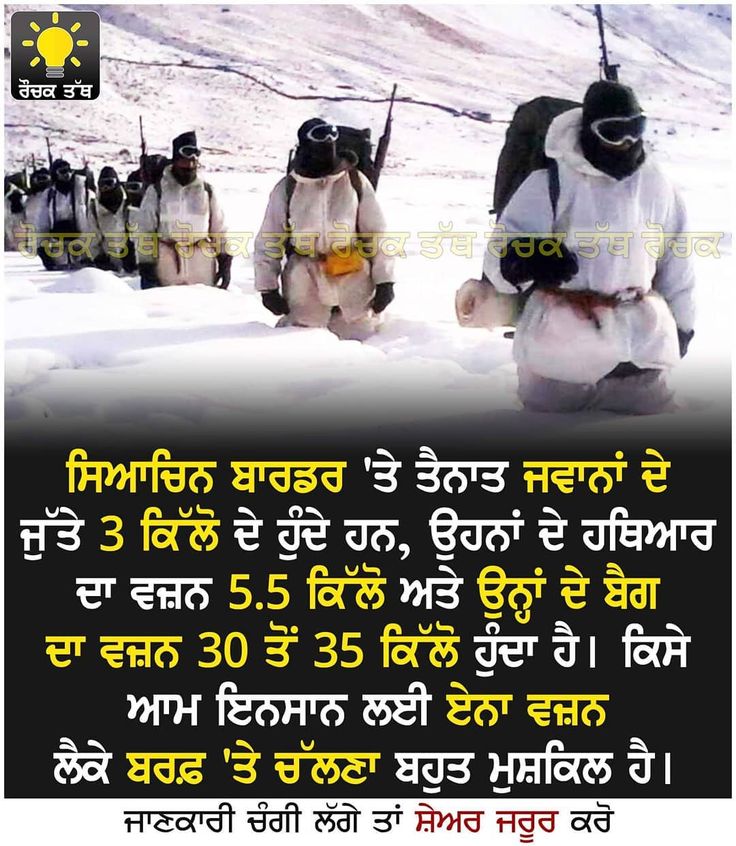 ਰੌਚਕ ਤੱਥ
ਰੋਚਕ ਤੱਥ ਰੋਚਕ ਤੱਥ ਰੋਚਕ ਤੱਥ ਰੋਚਕ ਤੱਥ ਰੋਚਕ
ਸਿਆਚਿਨ ਬਾਰਡਰ 'ਤੇ ਤੈਨਾਤ ਜਵਾਨਾਂ ਦੇ
ਜੁੱਤੇ 3 ਕਿੱਲੋ ਦੇ ਹੁੰਦੇ ਹਨ, ਉਹਨਾਂ ਦੇ ਹਥਿਆਰ
ਦਾ ਵਜ਼ਨ 5.5 ਕਿੱਲੋ ਅਤੇ ਉਨ੍ਹਾਂ ਦੇ ਬੈਗ
ਦਾ ਵਜ਼ਨ 30 ਤੋਂ 35 ਕਿੱਲੋ ਹੁੰਦਾ ਹੈ। ਕਿਸੇ
ਆਮ ਇਨਸਾਨ ਲਈ ਏਨਾ ਵਜ਼ਨ
ਲੈਕੇ ਬਰਫ਼ 'ਤੇ ਚੱਲਣਾ ਬਹੁਤ ਮੁਸ਼ਕਿਲ ਹੈ।
ਜਾਣਕਾਰੀ ਚੰਗੀ ਲੱਗੇ ਤਾਂ ਸ਼ੇਅਰ ਜਰੂਰ ਕਰੋ